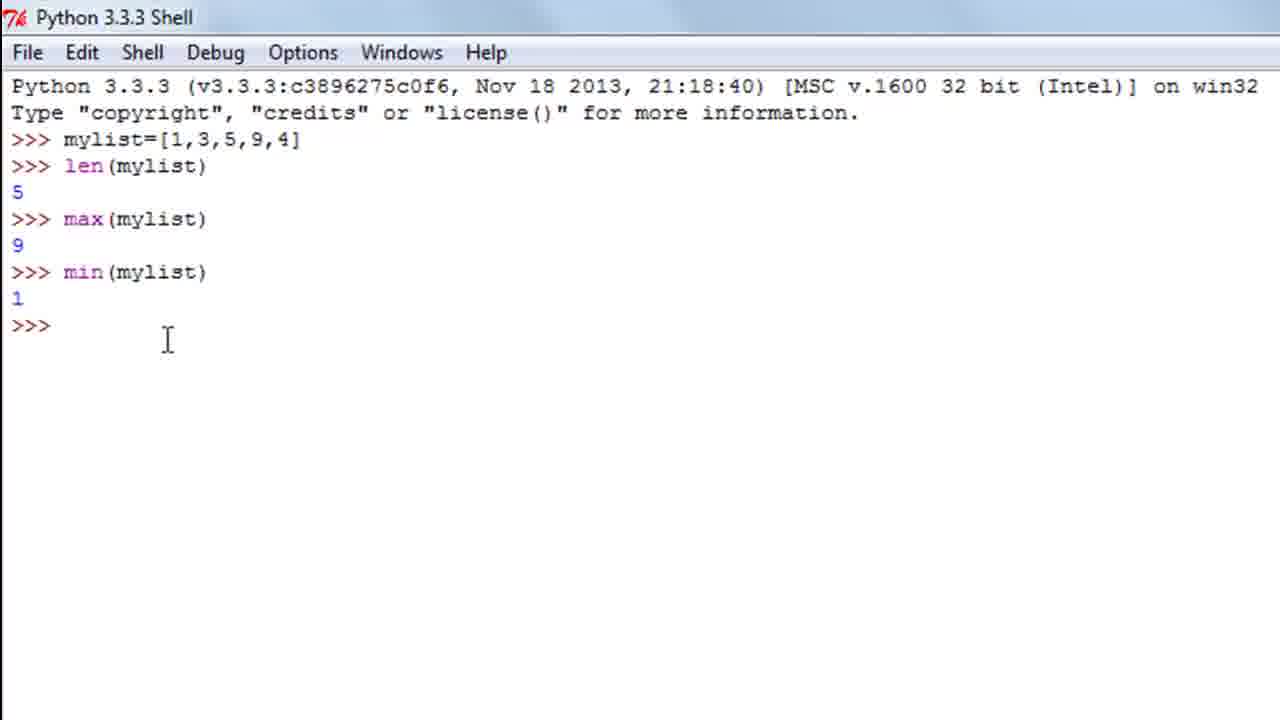 Python 3.3.3 Shell
File Edit Shell Debug Options Windows Help
Python 3.3.3 (v3.3.3:c3896275c0f6, Nov 18 2013, 21:18:40) [MSC v.1600 32 bit (Intel)] on win32
Type "copyright", "credits" or "license()" for more information.
>>> mylist=[1,3,5,9,4]
>>> len(mylist)
5
>>> max(mylist)
9
>>> min(mylist)
1
>>>